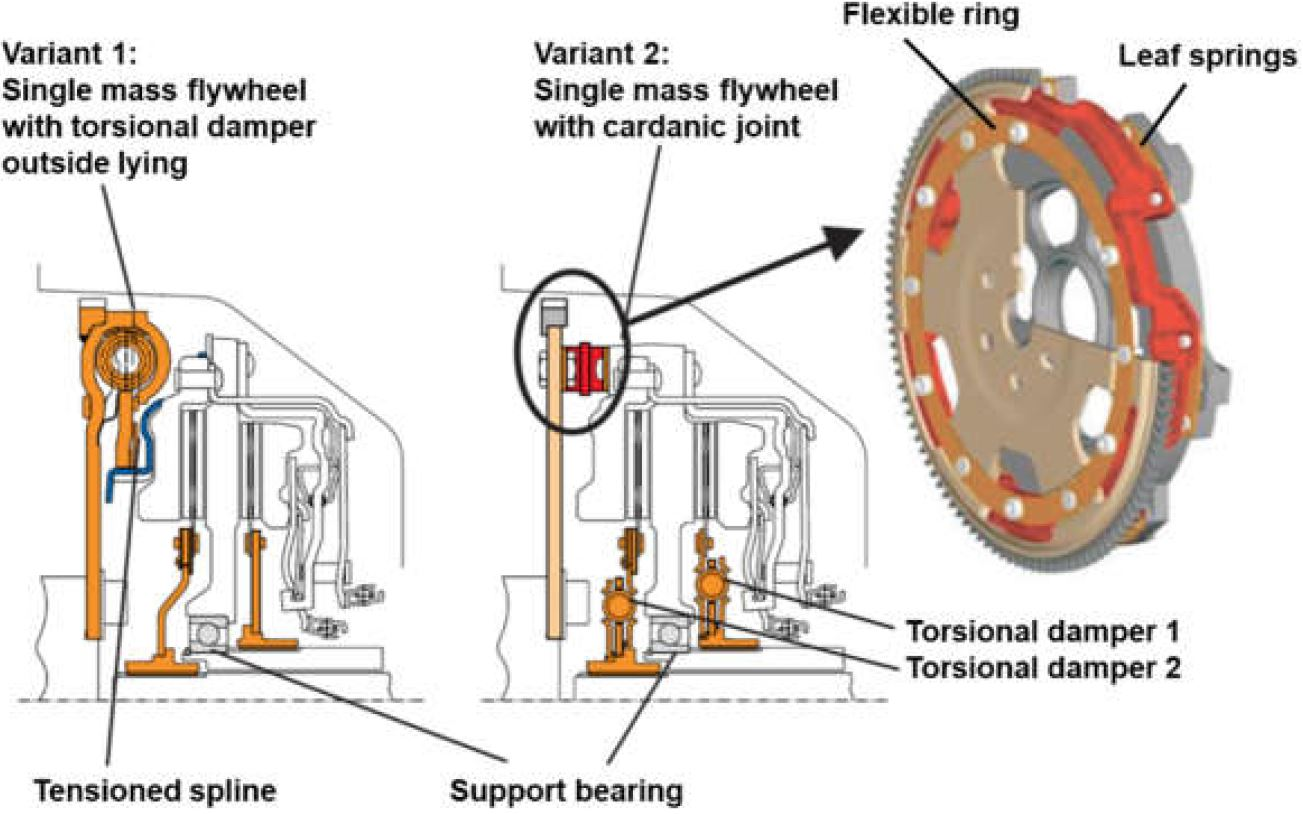 Flexible ring
Leaf springs
Variant 1:
Single mass flywheel
with torsional damper
outside lying
Variant 2:
Single mass flywheel
with cardanic joint
Torsional damper 1
Torsional damper 2
Tensioned spline
Support bearing